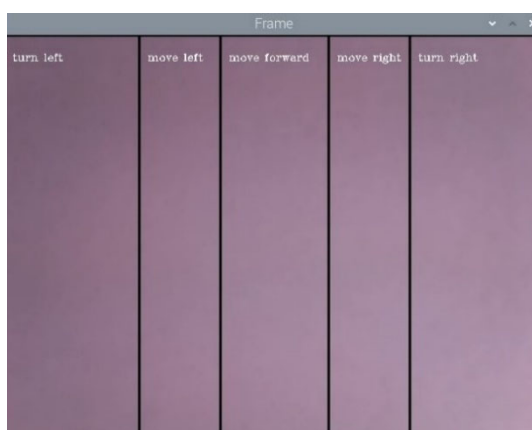 Frame
turn left
move left
move forward
move right
turn right